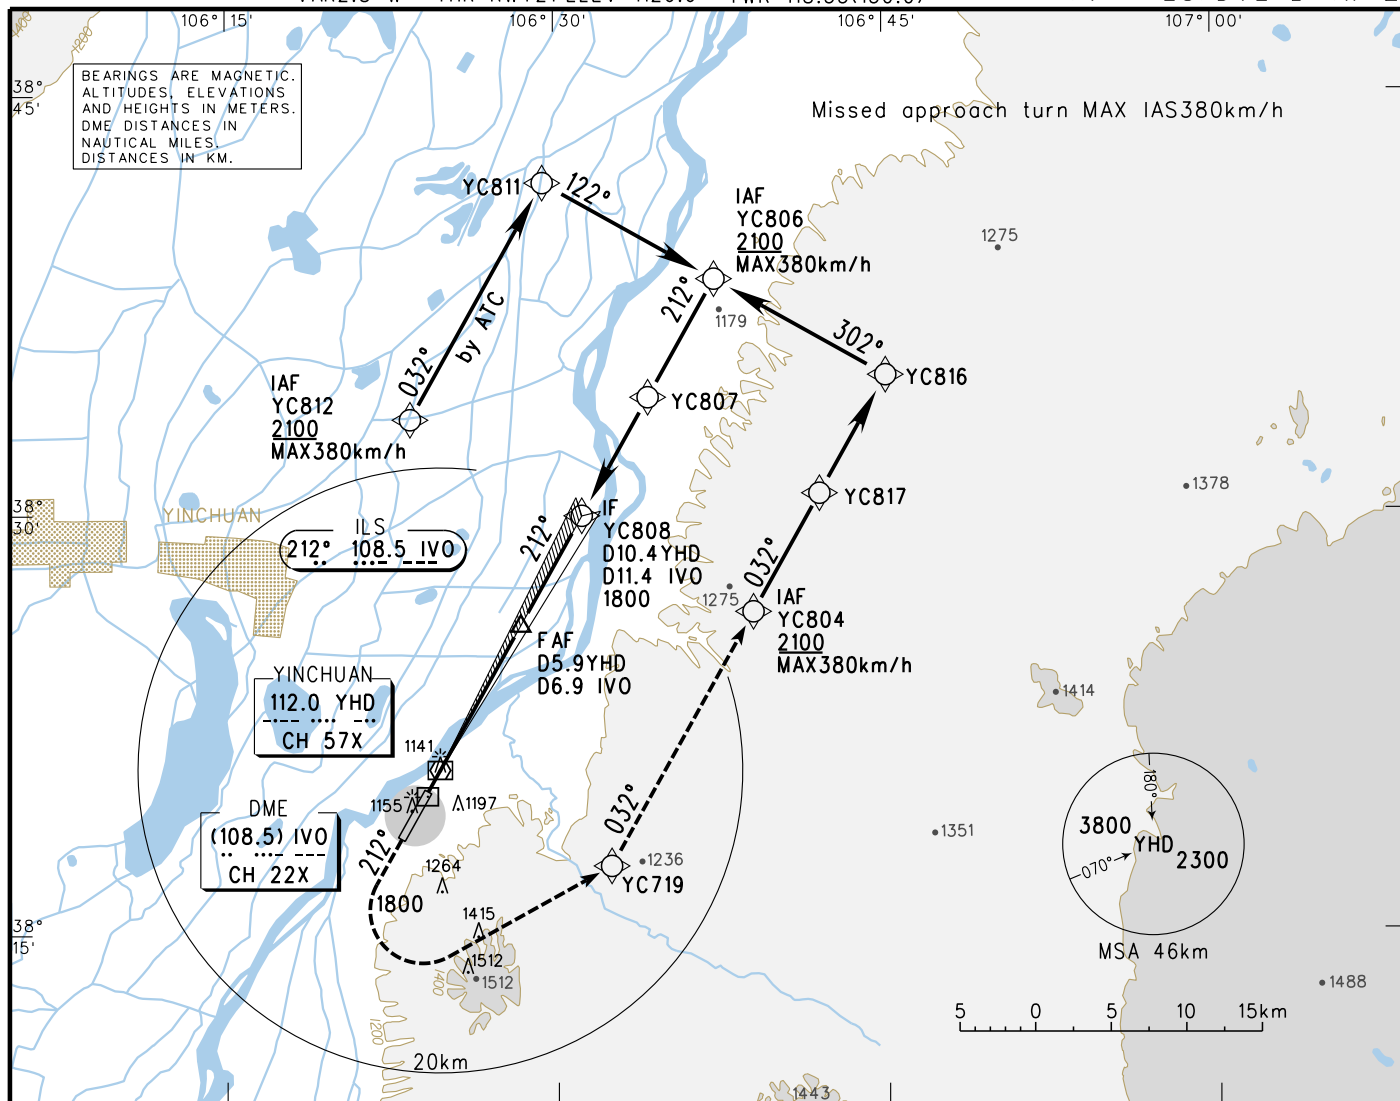 106° 15'
106° 30'
106° 45'
107° 00'
1400
1200
38°
45'
BEARINGS ARE MAGNETIC.
ALTITUDES, ELEVATIONS
AND HEIGHTS IN METERS.
DME DISTANCES IN
NAUTICAL MILES.
DISTANCES IN KM.
Missed approach turn MAX IAS380km/h
YC811
122°
IAF
YC806
2100
MAX380km/h
1275
212°
1179
032°
by ATC
302°
YC816
IAF
YC812
2100
MAX380km/h
YC807
YC817
1378
38°
30'
YINCHUAN
ILS
212° 108.5 IVO
212°
IF
YC808
D10.4YHD
D11.4 IVO
1800
032°
1275
IAF
YC804
2100
MAX380km/h
FAF
D5.9YHD
D6.9 IVO
YINCHUAN
112.0 YHD
CH 57X
1414
1141
1155
1197
DME
(108.5) IVO
CH 22X
212°
032°
1351
180°
3800
YHD
2300
070°
MSA 46km
1264
1236
YC719
1800
1415
38°
15'
1512
1512
1400
1200
1488
5 0 5 10 15km
20km
1443